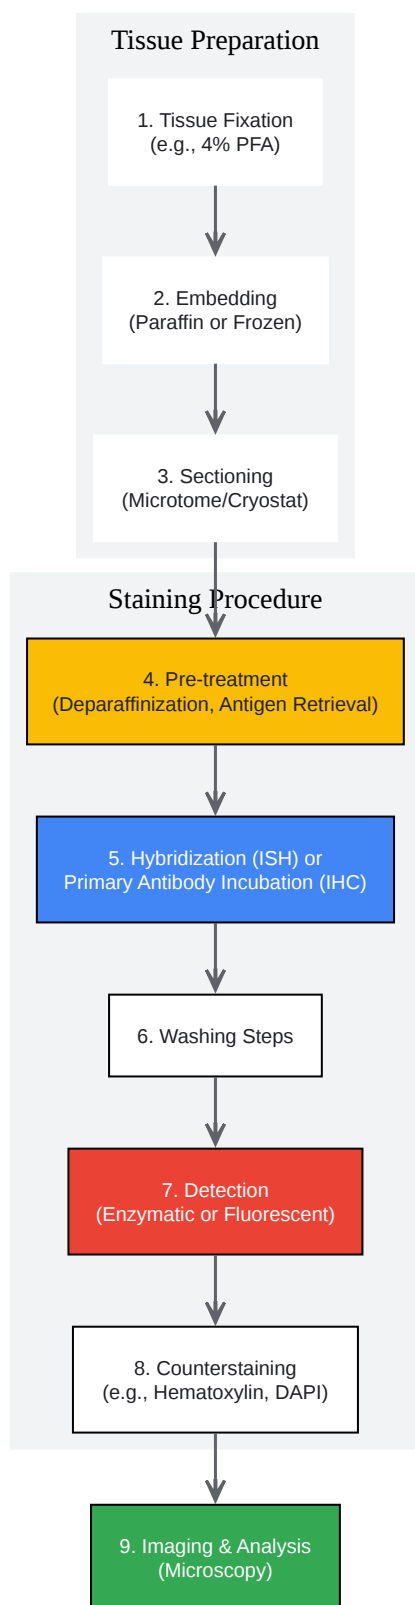 Tissue Preparation
1. Tissue Fixation
(e.g., 4% PFA)
2. Embedding
(Paraffin or Frozen)
3. Sectioning
(Microtome/Cryostat)
Staining Procedure
4. Pre-treatment
(Deparaffinization, Antigen Retrieval)
5. Hybridization (ISH) or
Primary Antibody Incubation (IHC)
6. Washing Steps
7. Detection
(Enzymatic or Fluorescent)
8. Counterstaining
(e.g., Hematoxylin, DAPI)
9. Imaging & Analysis
(Microscopy)